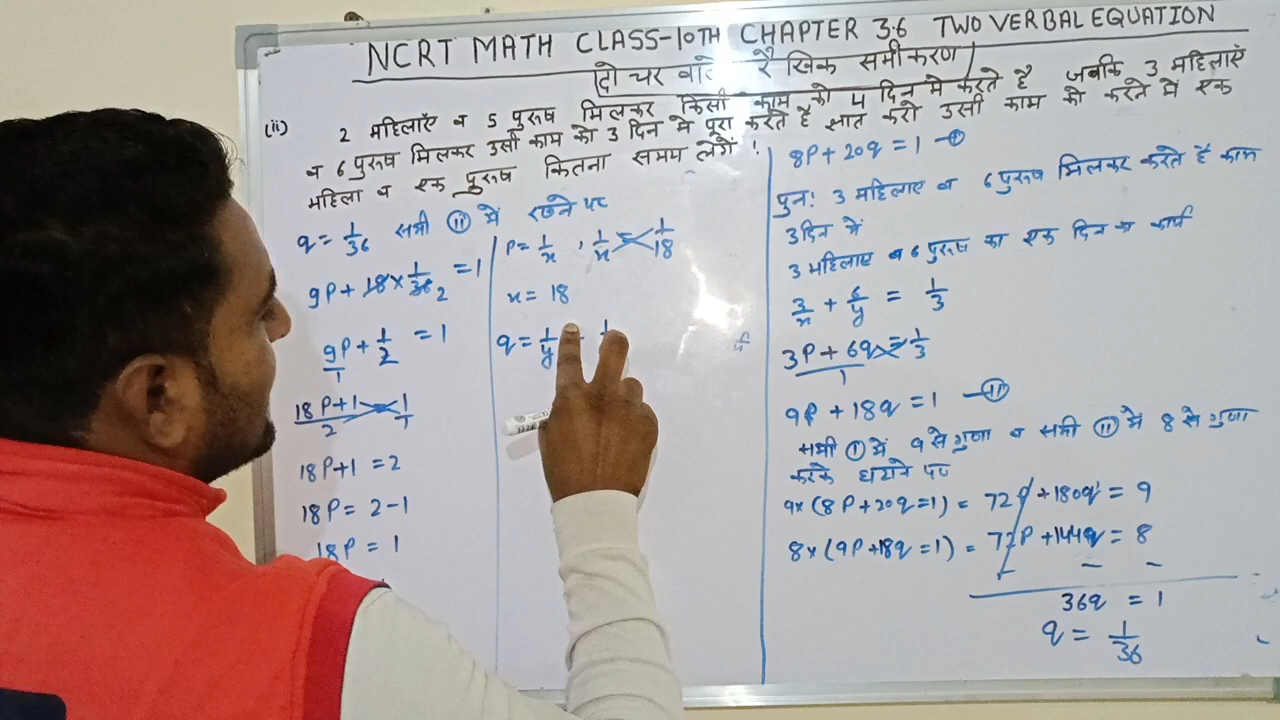 NCRT MATH CLASS-10TH CHAPTER 3.6 TWO VERBAL EQUATION
दो चर वाले रैखिक समीकरण
(ii) 2 महिलाएँ व 5 पुरुष मिलकर किसी काम को 4 दिन मे करते है जबकि 3 महिलाएँ
व 6 पुरुष मिलकर उसी काम को 3 दिन मे पूरा करते है ज्ञात करो उसी काम को करने में एक
महिला व एक पुरुष कितना समय लेगें !
q = 1/36 समी (ii) में रखने पर
9P + 18 × 1/36 2 = 1
9P/1 + 1/2 = 1
18P+1/2 = 1/1
18P+1 = 2
18P = 2-1
18P = 1
P = 1/x , 1/x = 1/18
x = 18
q = 1/y
8P + 20q = 1 - (i)
पुनः 3 महिलाए व 6 पुरुष मिलकर करते है काम
3 दिन में
3 महिलाए व 6 पुरुष का एक दिन का कार्य
3/x + 6/y = 1/3
3P + 6q/1 = 1/3
9P + 18q = 1 - (ii)
समी (i) में 9 से गुणा व समी (ii) में 8 से गुणा
करके घटाने पर
9× (8P + 20q = 1) = 72P + 180q = 9
8× (9P + 18q = 1) = 72P + 144q = 8
- - -
36q = 1
q = 1/36